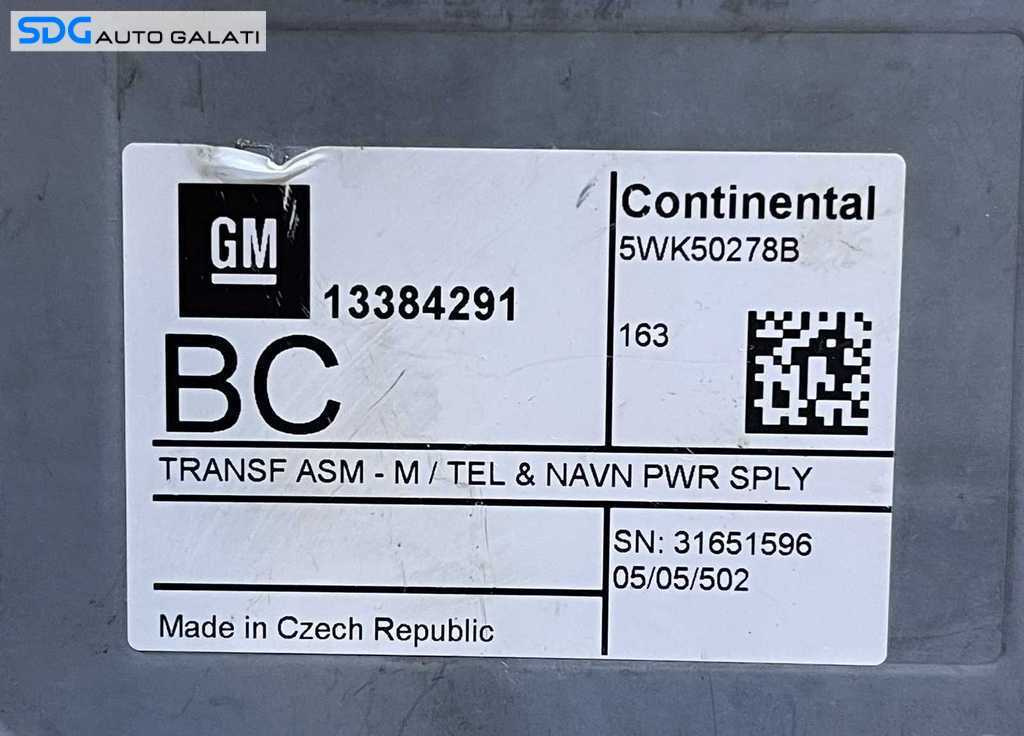 SDG AUTO GALATI
GM
13384291
BC
Continental
5WK50278B
163
TRANSF ASM - M / TEL & NAVN PWR SPLY
SN: 31651596
05/05/502
Made in Czech Republic